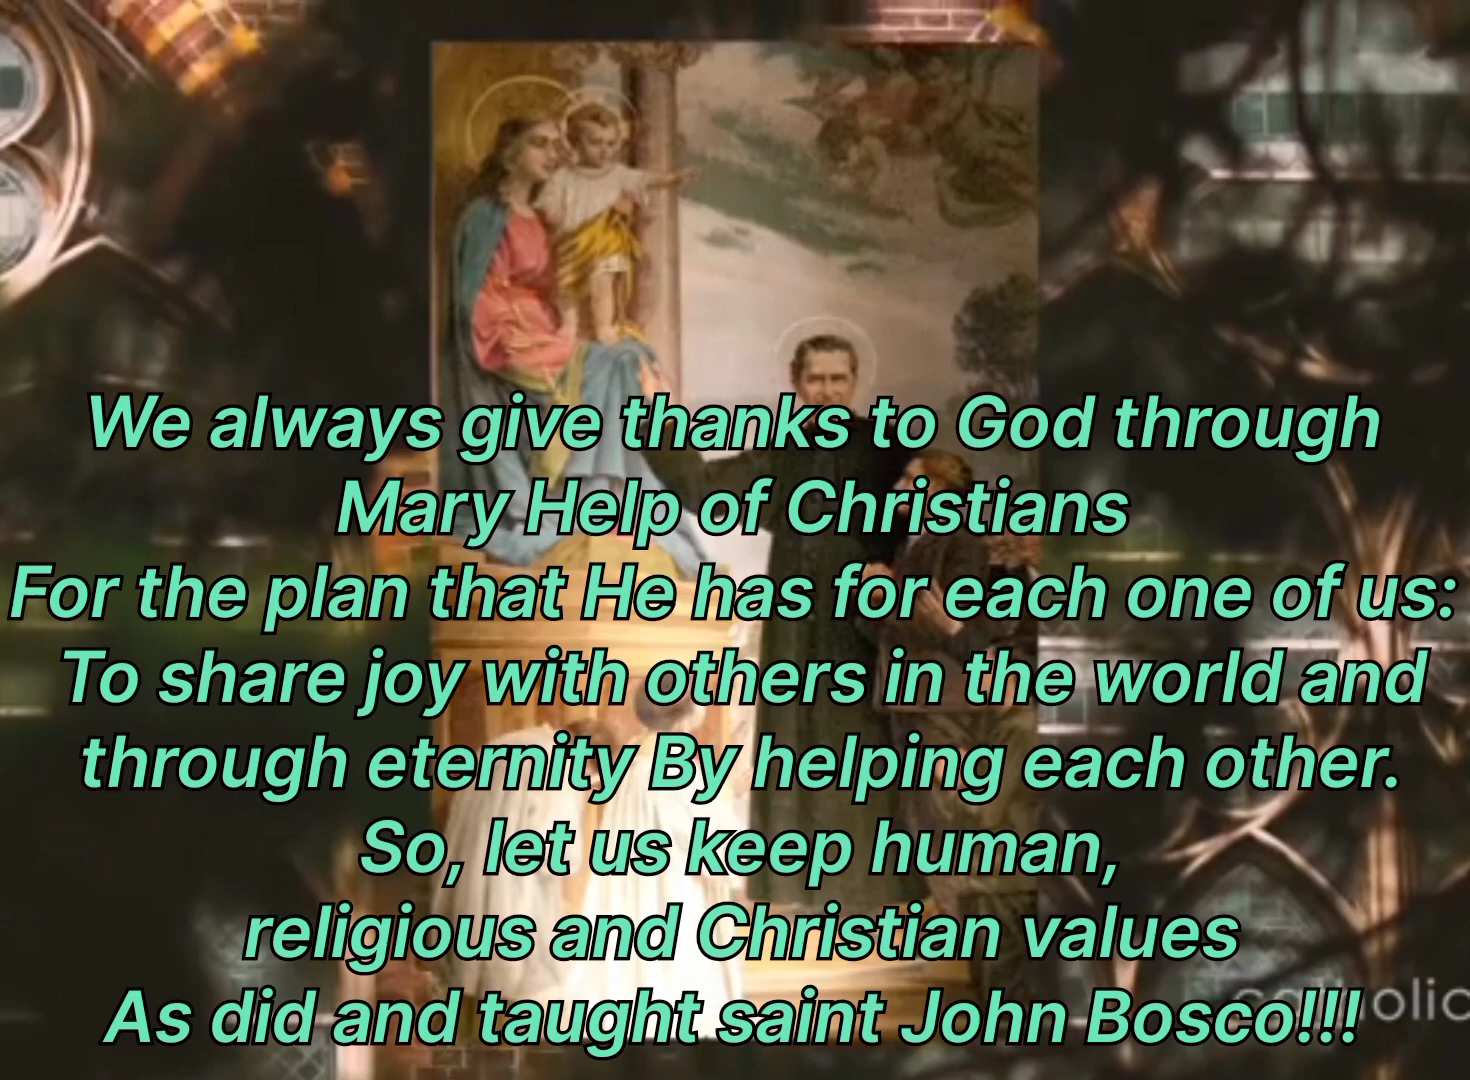 We always give thanks to God through
Mary Help of Christians
For the plan that He has for each one of us:
To share joy with others in the world and
through eternity By helping each other.
So, let us keep human,
religious and Christian values
As did and taught saint John Bosco!!!